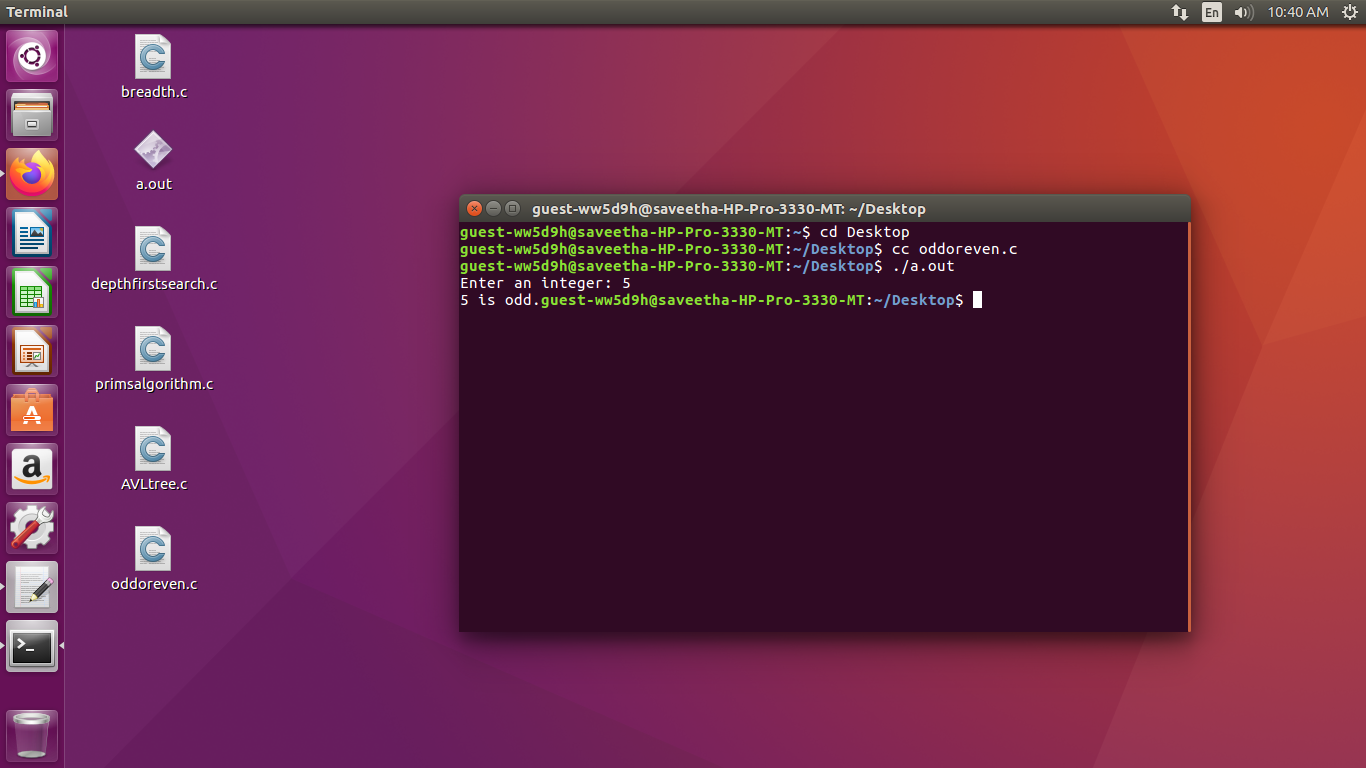 Terminal
En
10:40 AM
breadth.c
a.out
depthfirstsearch.c
primsalgorithm.c
AVLtree.c
oddoreven.c
guest-ww5d9h@saveetha-HP-Pro-3330-MT: ~/Desktop
guest-ww5d9h@saveetha-HP-Pro-3330-MT:~$ cd Desktop
guest-ww5d9h@saveetha-HP-Pro-3330-MT:~/Desktop$ cc oddoreven.c
guest-ww5d9h@saveetha-HP-Pro-3330-MT:~/Desktop$ ./a.out
Enter an integer: 5
5 is odd.guest-ww5d9h@saveetha-HP-Pro-3330-MT:~/Desktop$